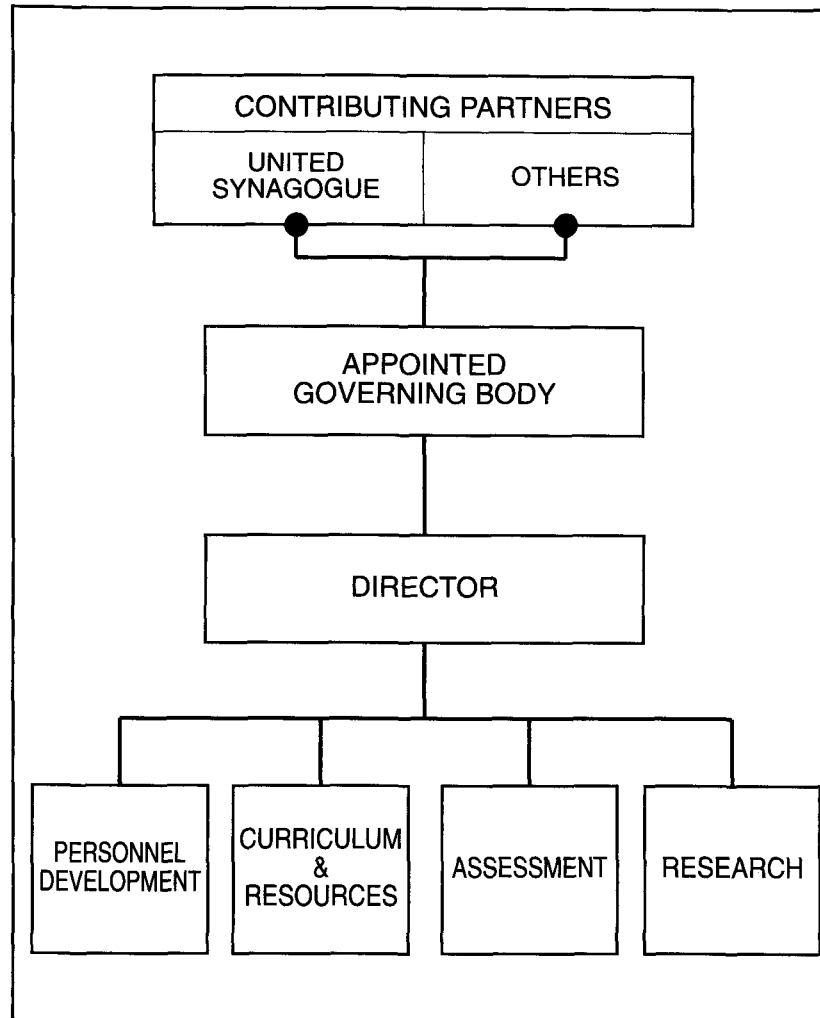 CONTRIBUTING PARTNERS
UNITED
SYNAGOGUE
OTHERS
APPOINTED
GOVERNING BODY
DIRECTOR
PERSONNEL
DEVELOPMENT
CURRICULUM
&
RESOURCES
ASSESSMENT
RESEARCH